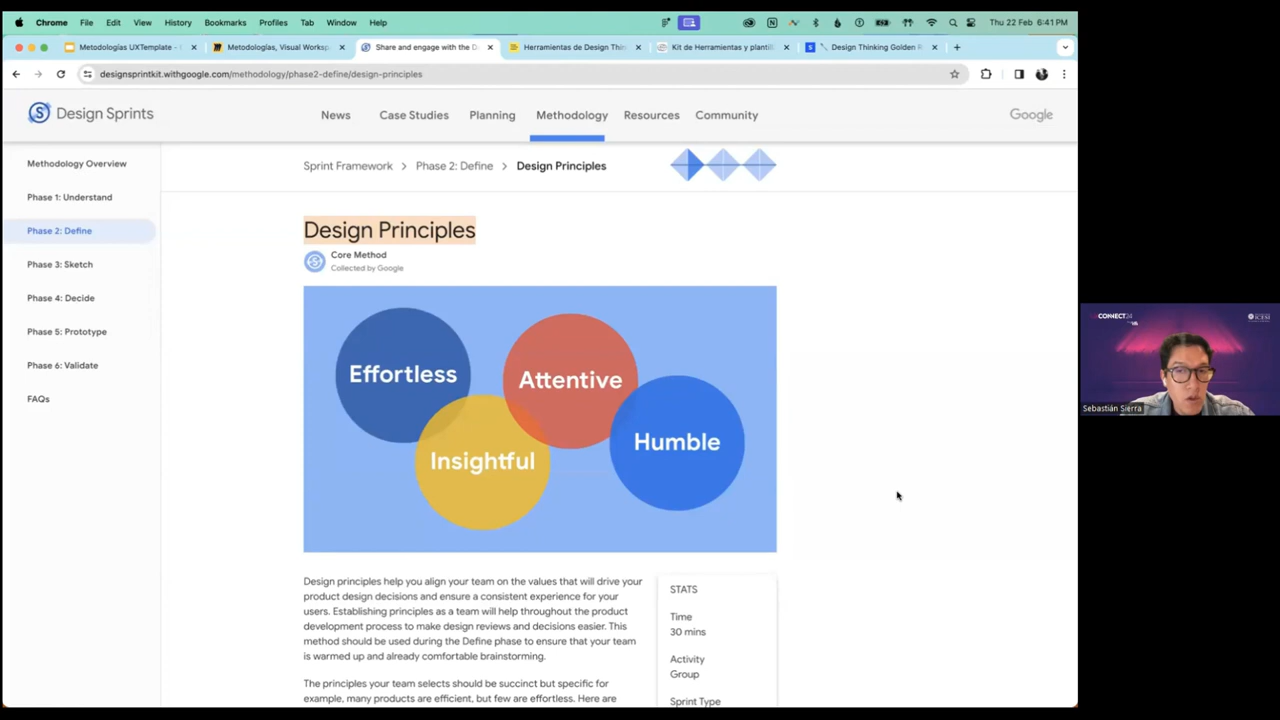 Chrome File Edit View History Bookmarks Profiles Tab Window Help
Thu 22 Feb 6:41 PM
Metodologías UXTemplate -
Metodologías, Visual Worksp
Share and engage with the D
Herramientas de Design Thin
Kit de Herramientas y plantil
Design Thinking Golden R
designsprintkit.withgoogle.com/methodology/phase2-define/design-principles
Design Sprints
News Case Studies Planning Methodology Resources Community
Google
Methodology Overview
Phase 1: Understand
Phase 2: Define
Phase 3: Sketch
Phase 4: Decide
Phase 5: Prototype
Phase 6: Validate
FAQs
Sprint Framework > Phase 2: Define > Design Principles
Design Principles
Core Method
Collected by Google
Effortless
Attentive
Insightful
Humble
Design principles help you align your team on the values that will drive your
product design decisions and ensure a consistent experience for your
users. Establishing principles as a team will help throughout the product
development process to make design reviews and decisions easier. This
method should be used during the Define phase to ensure that your team
is warmed up and already comfortable brainstorming.
The principles your team selects should be succinct but specific for
example, many products are efficient, but few are effortless. Here are
STATS
Time
30 mins
Activity
Group
Sprint Type
Sebastián Sierra